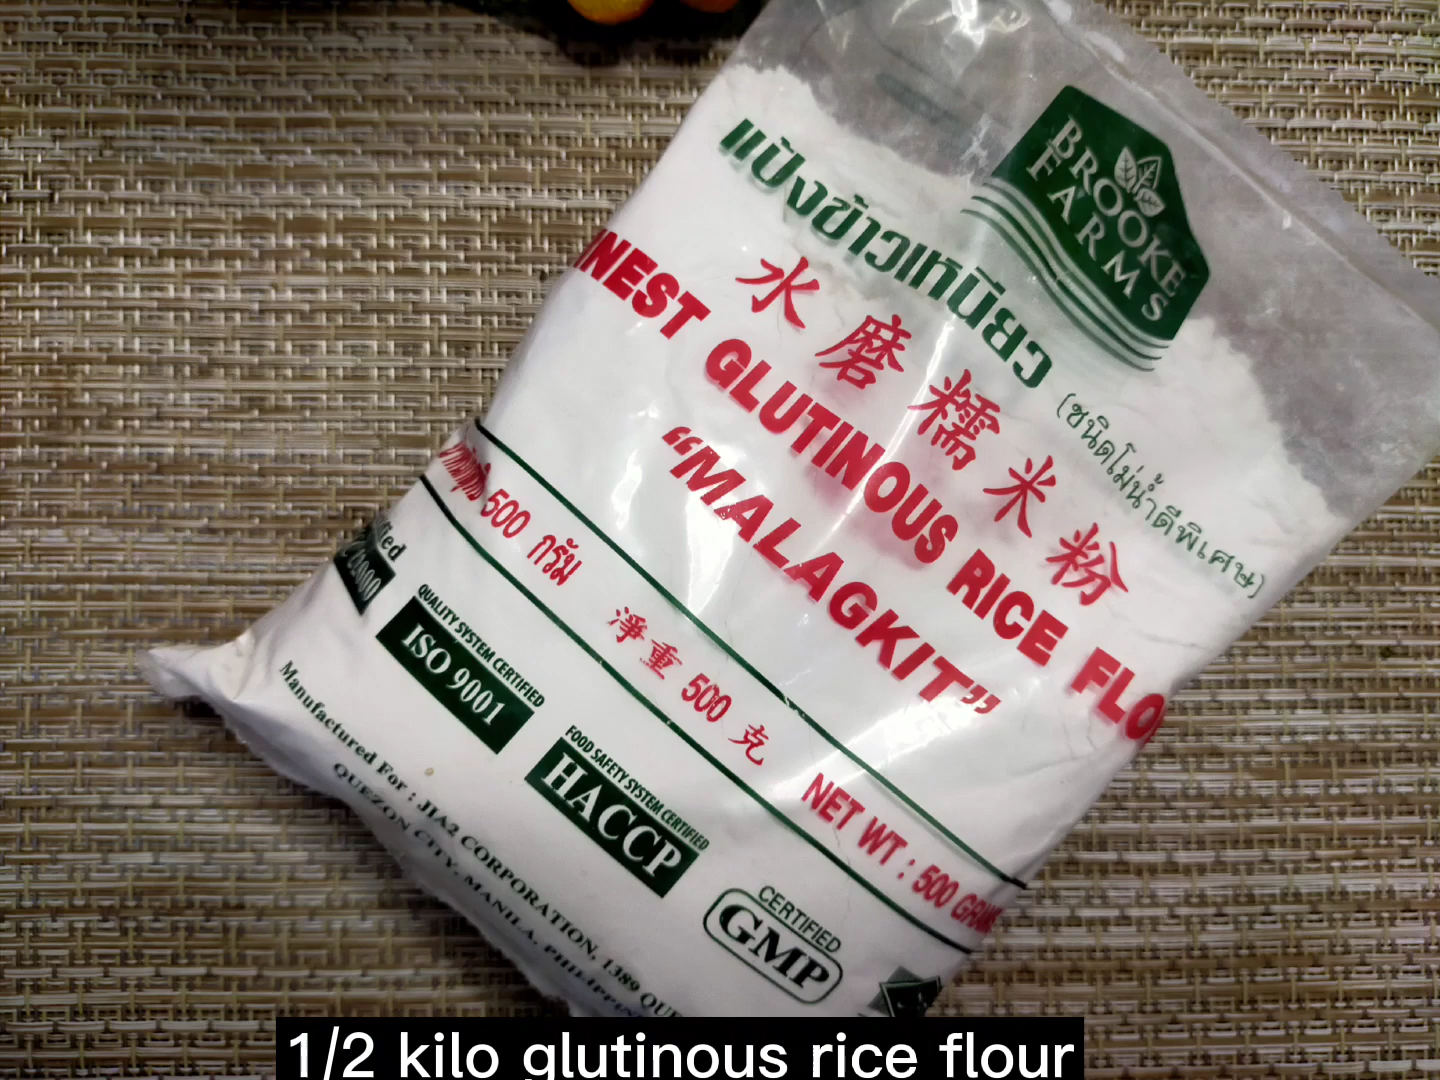 BROOKE
FARMS
แป้งข้าวเหนียว
(ชนิดโม่น้ำดีพิเศษ)
水磨糯米粉
GLUTINOUS RICE
"MALAGKIT"
500 กรัม
淨重 500 克
NET WT : 500
QUALITY SYSTEM CERTIFIED
ISO 9001
FOOD SAFETY SYSTEM CERTIFIED
HACCP
CERTIFIED
GMP
Manufactured For : JIA2 CORPORATION, 1389
QUEZON CITY, MANILA, PHILIPPINES
1/2 kilo glutinous rice flour